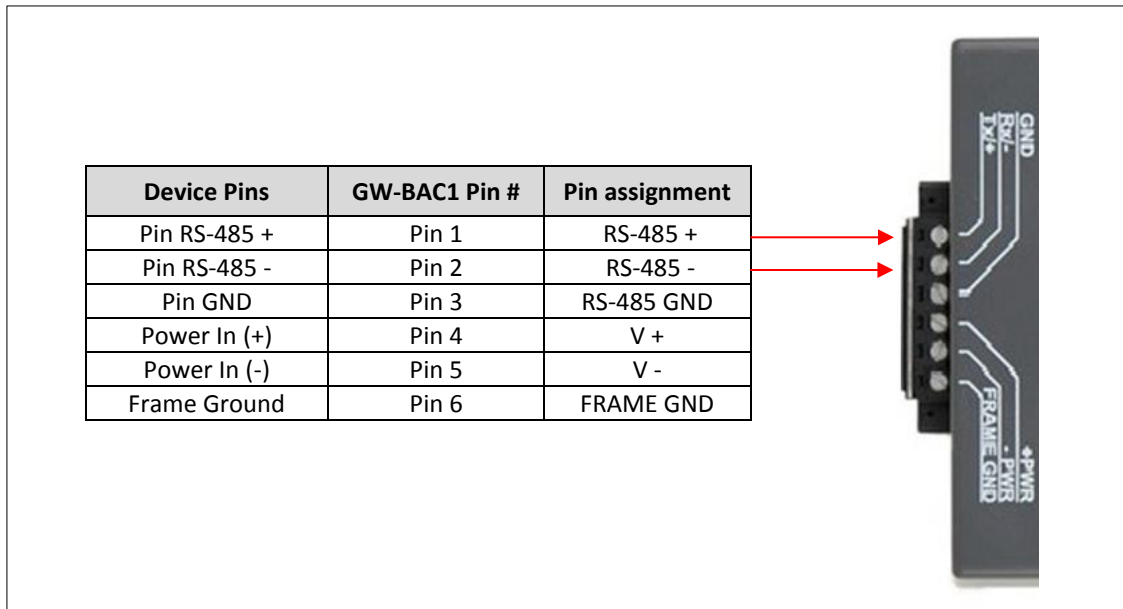 Device Pins GW-BAC1 Pin # Pin assignment
Pin RS-485 + Pin 1 RS-485 +
Pin RS-485 - Pin 2 RS-485 -
Pin GND Pin 3 RS-485 GND
Power In (+) Pin 4 V +
Power In (-) Pin 5 V -
Frame Ground Pin 6 FRAME GND
GND
Rx/-
Tx/+
+PWR
- PWR
FRAME GND